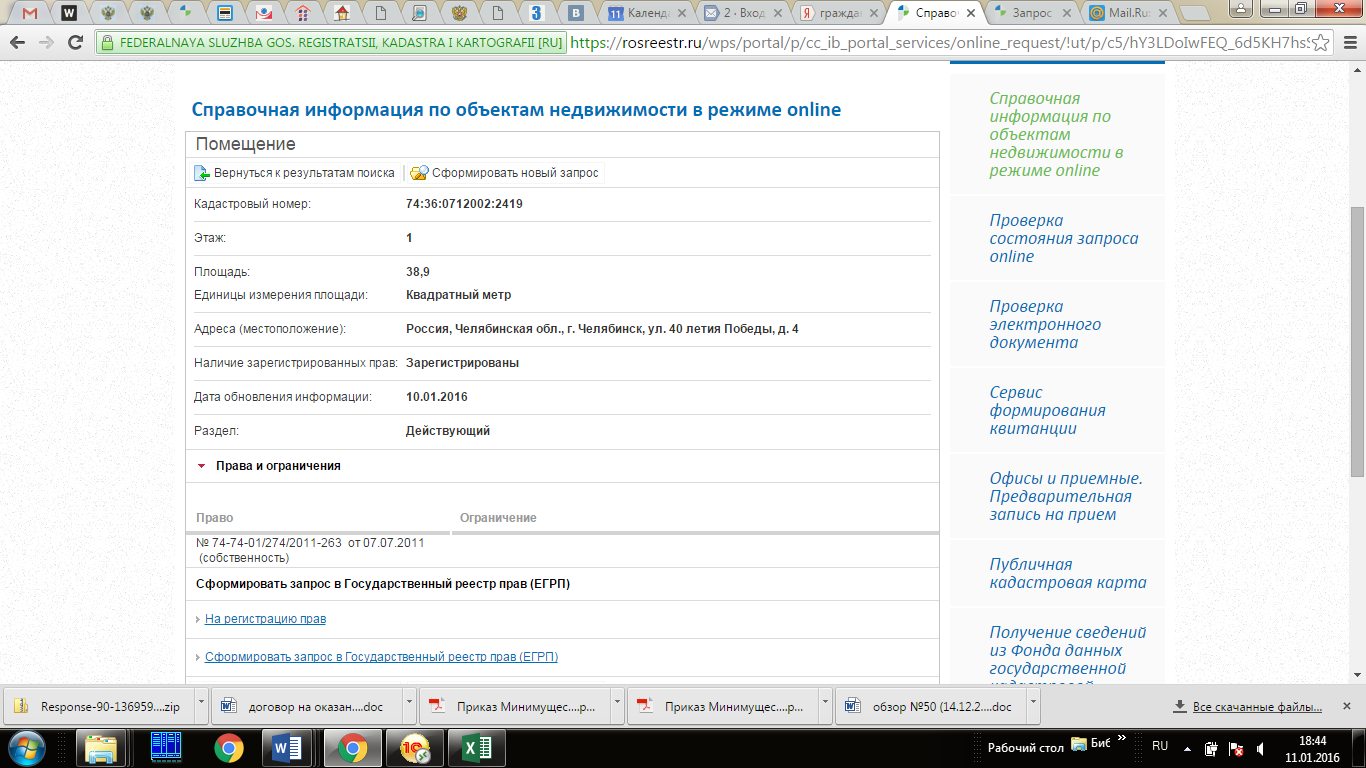 W
3
B
11 Календа
2 · Вход
Я граждан
Справо
Запрос
Mail.Ru:
FEDERALNAYA SLUZHBA GOS. REGISTRATSII, KADASTRA I KARTOGRAFII [RU]
https://rosreestr.ru/wps/portal/p/cc_ib_portal_services/online_request/!ut/p/c5/hY3LDoIwFEQ_6d5KH7hsS
Справочная информация по объектам недвижимости в режиме online
Помещение
Вернуться к результатам поиска
Сформировать новый запрос
Кадастровый номер: 74:36:0712002:2419
Этаж: 1
Площадь: 38,9
Единицы измерения площади: Квадратный метр
Адреса (местоположение): Россия, Челябинская обл., г. Челябинск, ул. 40 летия Победы, д. 4
Наличие зарегистрированных прав: Зарегистрированы
Дата обновления информации: 10.01.2016
Раздел: Действующий
Права и ограничения
Право Ограничение
№ 74-74-01/274/2011-263 от 07.07.2011
(собственность)
Сформировать запрос в Государственный реестр прав (ЕГРП)
На регистрацию прав
Сформировать запрос в Государственный реестр прав (ЕГРП)
Справочная
информация по
объектам
недвижимости в
режиме online
Проверка
состояния запроса
online
Проверка
электронного
документа
Сервис
формирования
квитанции
Офисы и приемные.
Предварительная
запись на прием
Публичная
кадастровая карта
Получение сведений
из Фонда данных
государственной
кадастровой
Response-90-136959....zip
договор на оказан....doc
Приказ Минимущес....p...
Приказ Минимущес....p...
обзор №50 (14.12.2....doc
Все скачанные файлы...
Рабочий стол
Биб
»
RU
18:44
11.01.2016